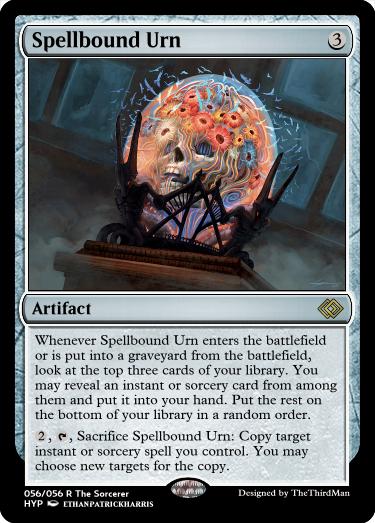 Spellbound Urn 3
Artifact
Whenever Spellbound Urn enters the battlefield
or is put into a graveyard from the battlefield,
look at the top three cards of your library. You
may reveal an instant or sorcery card from among
them and put it into your hand. Put the rest on
the bottom of your library in a random order.
2, , Sacrifice Spellbound Urn: Copy target
instant or sorcery spell you control. You may
choose new targets for the copy.
056/056 R The Sorcerer
HYP ETHANPATRICKHARRIS
Designed by TheThirdMan